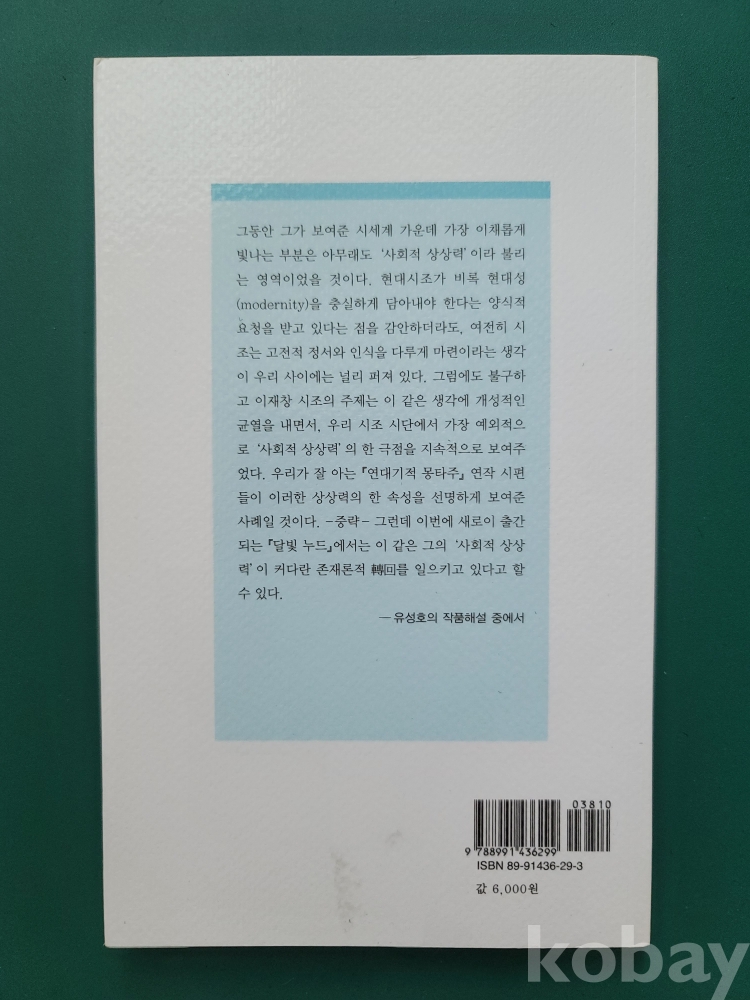 그동안 그가 보여준 시세계 가운데 가장 이채롭게
빛나는 부분은 아무래도 '사회적 상상력'이라 불리
는 영역이었을 것이다. 현대시조가 비록 현대성
(modernity)을 충실하게 담아내야 한다는 양식적
요청을 받고 있다는 점을 감안하더라도, 여전히 시
조는 고전적 정서와 인식을 다루게 마련이라는 생각
이 우리 사이에는 널리 퍼져 있다. 그럼에도 불구하
고 이재창 시조의 주제는 이 같은 생각에 개성적인
균열을 내면서, 우리 시조 시단에서 가장 예외적으
로 '사회적 상상력'의 한 극점을 지속적으로 보여주
었다. 우리가 잘 아는 『연대기적 몽타주』 연작 시편
들이 이러한 상상력의 한 속성을 선명하게 보여준
사례일 것이다. -중략- 그런데 이번에 새로이 출간
되는 『달빛 누드』에서는 이 같은 그의 '사회적 상상
력'이 커다란 존재론적 轉回를 일으키고 있다고 할
수 있다.
― 유성호의 작품해설 중에서
03810
9 788991 436299
ISBN 89-91436-29-3
값 6,000원
kobay